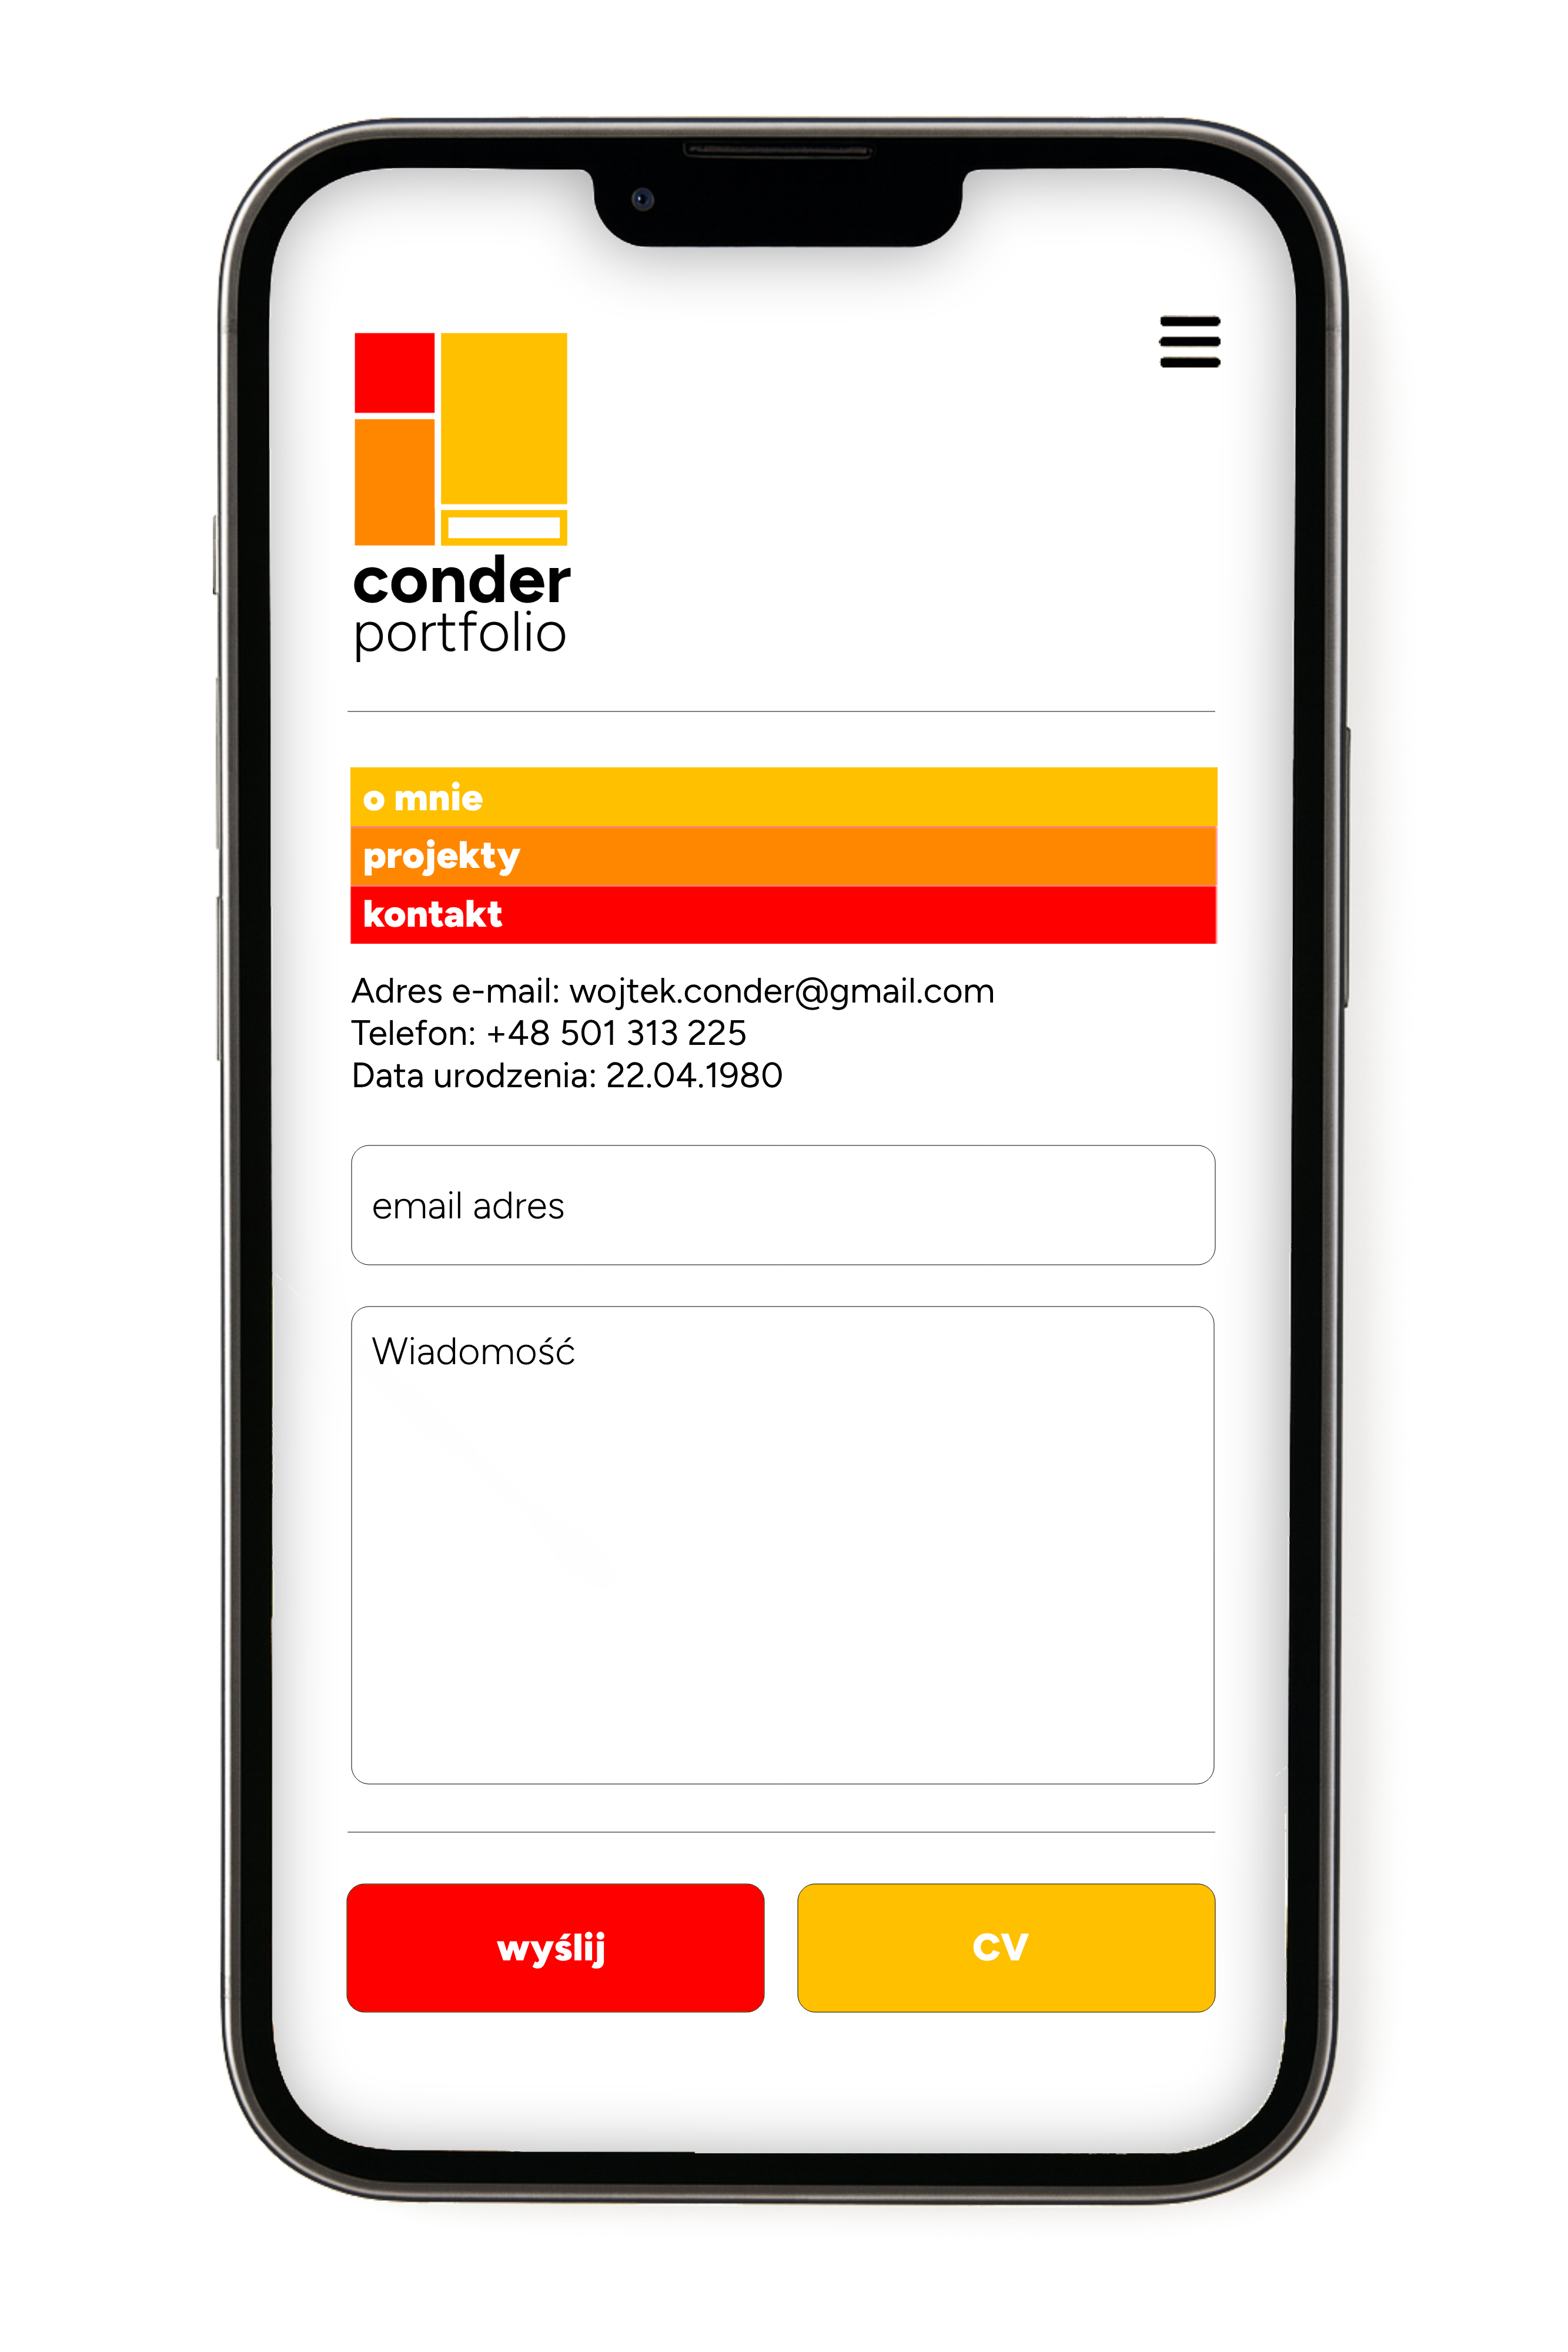 conder
portfolio
o mnie
projekty
kontakt
Adres e-mail: wojtek.conder@gmail.com
Telefon: +48 501 313 225
Data urodzenia: 22.04.1980
email adres
Wiadomość
wyślij
CV